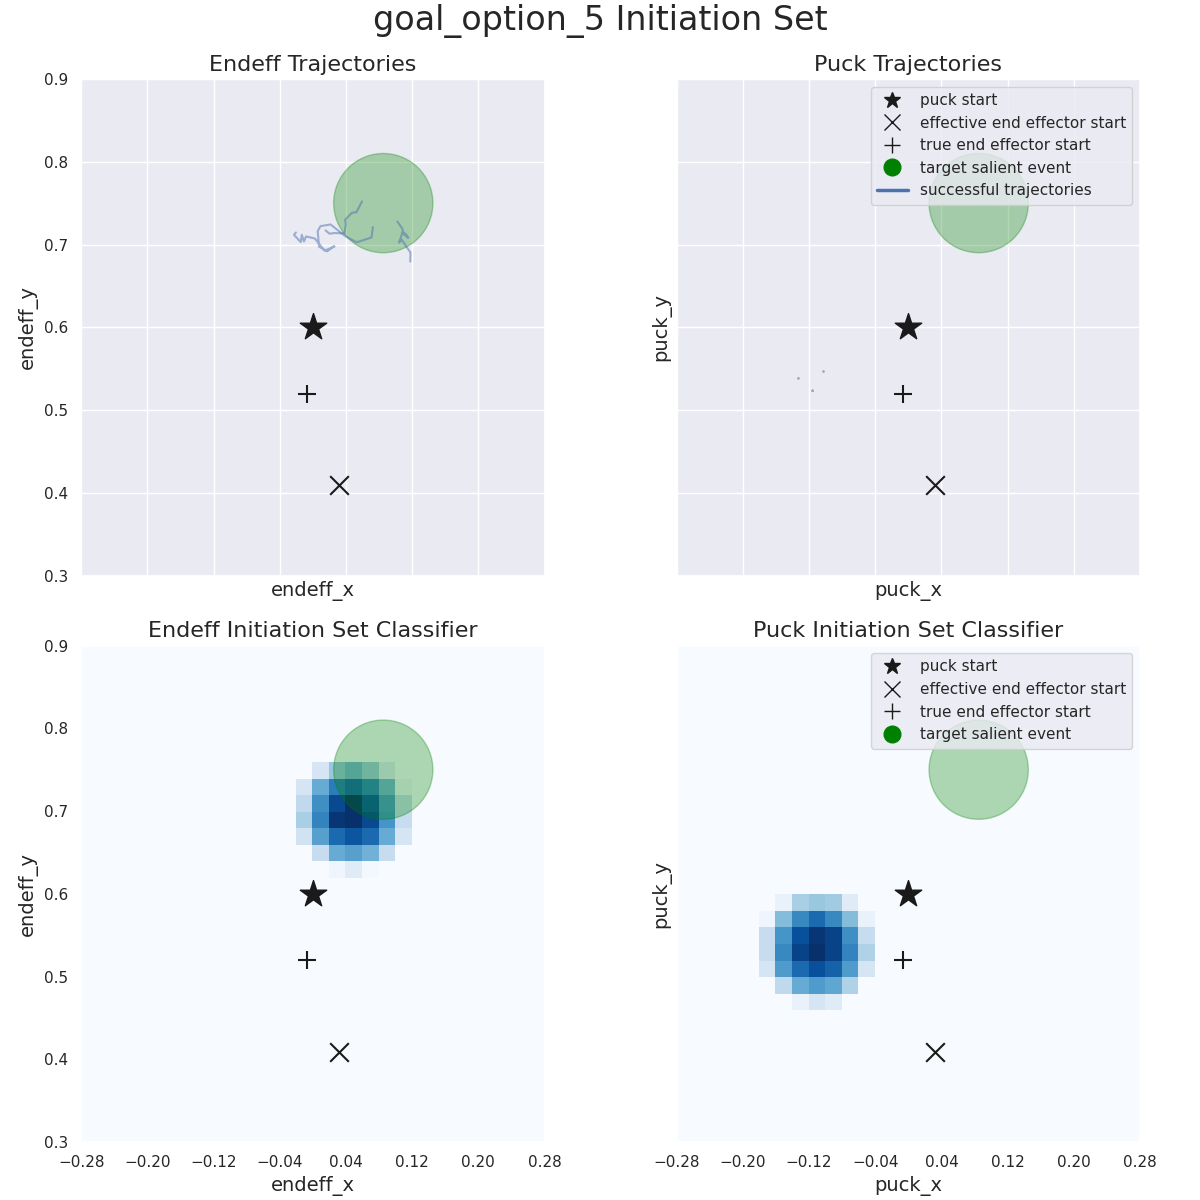 goal_option_5 Initiation Set
Endeff Trajectories
0.9
0.8
0.7
0.6
0.5
0.4
0.3
endeff_y
endeff_x
Puck Trajectories
puck start
effective end effector start
true end effector start
target salient event
successful trajectories
puck_y
puck_x
Endeff Initiation Set Classifier
0.9
0.8
0.7
0.6
0.5
0.4
0.3
endeff_y
−0.28 −0.20 −0.12 −0.04 0.04 0.12 0.20 0.28
endeff_x
Puck Initiation Set Classifier
puck start
effective end effector start
true end effector start
target salient event
puck_y
−0.28 −0.20 −0.12 −0.04 0.04 0.12 0.20 0.28
puck_x